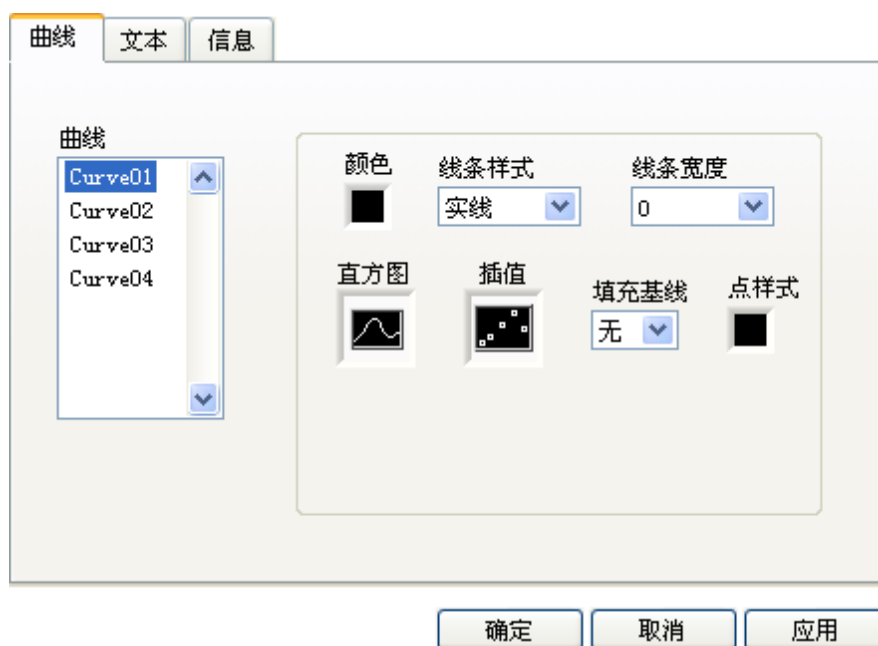 曲线 文本 信息
曲线
Curve01
Curve02
Curve03
Curve04
颜色 线条样式 线条宽度
实线 0
直方图 插值 填充基线 点样式
无
确定 取消 应用